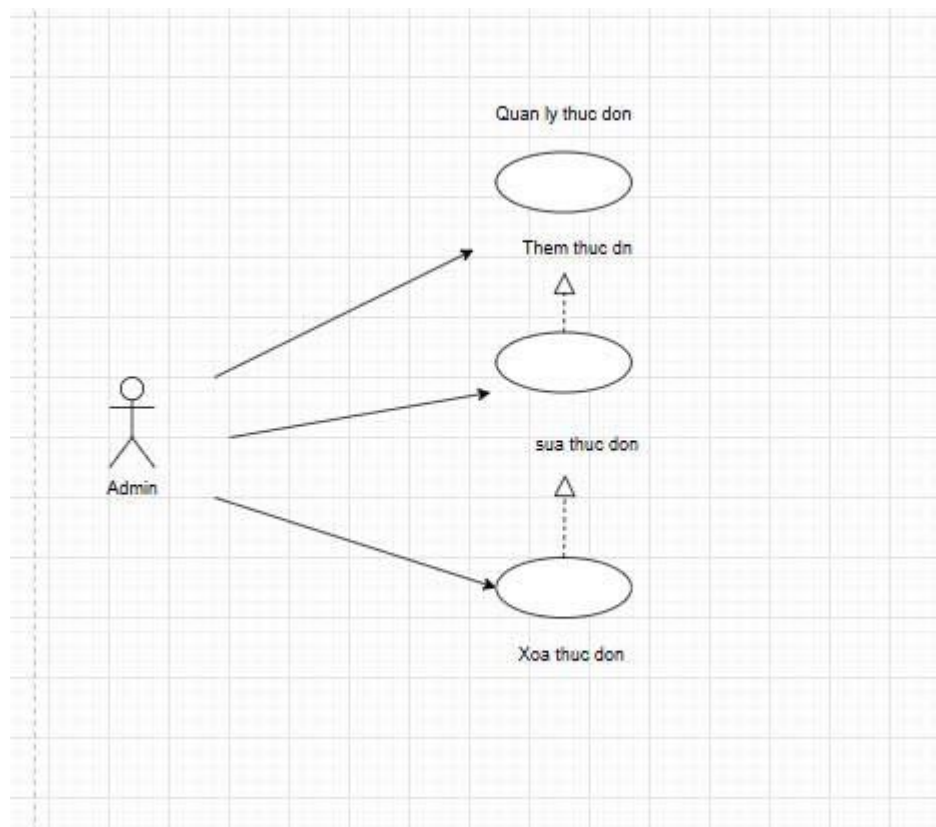 Quan ly thuc don
Them thuc dn
sua thuc don
Admin
Xoa thuc don